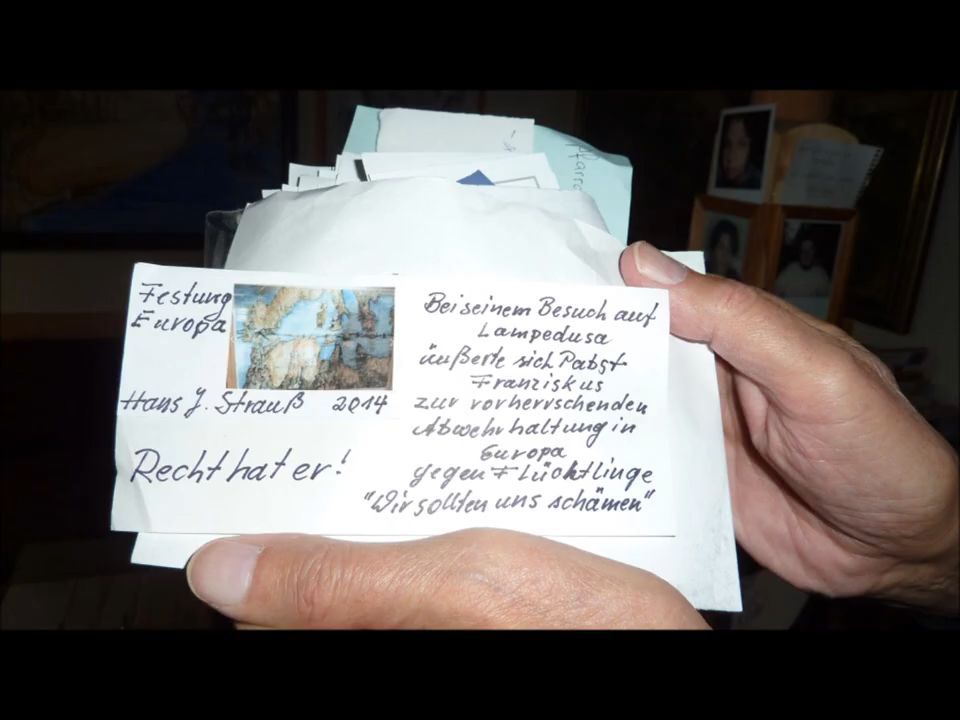 Festung
Europa
Hans J. Strauß 2014
Recht hat er!
Bei seinem Besuch auf
Lampedusa
äußerte sich Pabst
Franziskus
zur vorherrschenden
Abwehrhaltung in
Europa
gegen Flüchtlinge
"Wir sollten uns schämen"